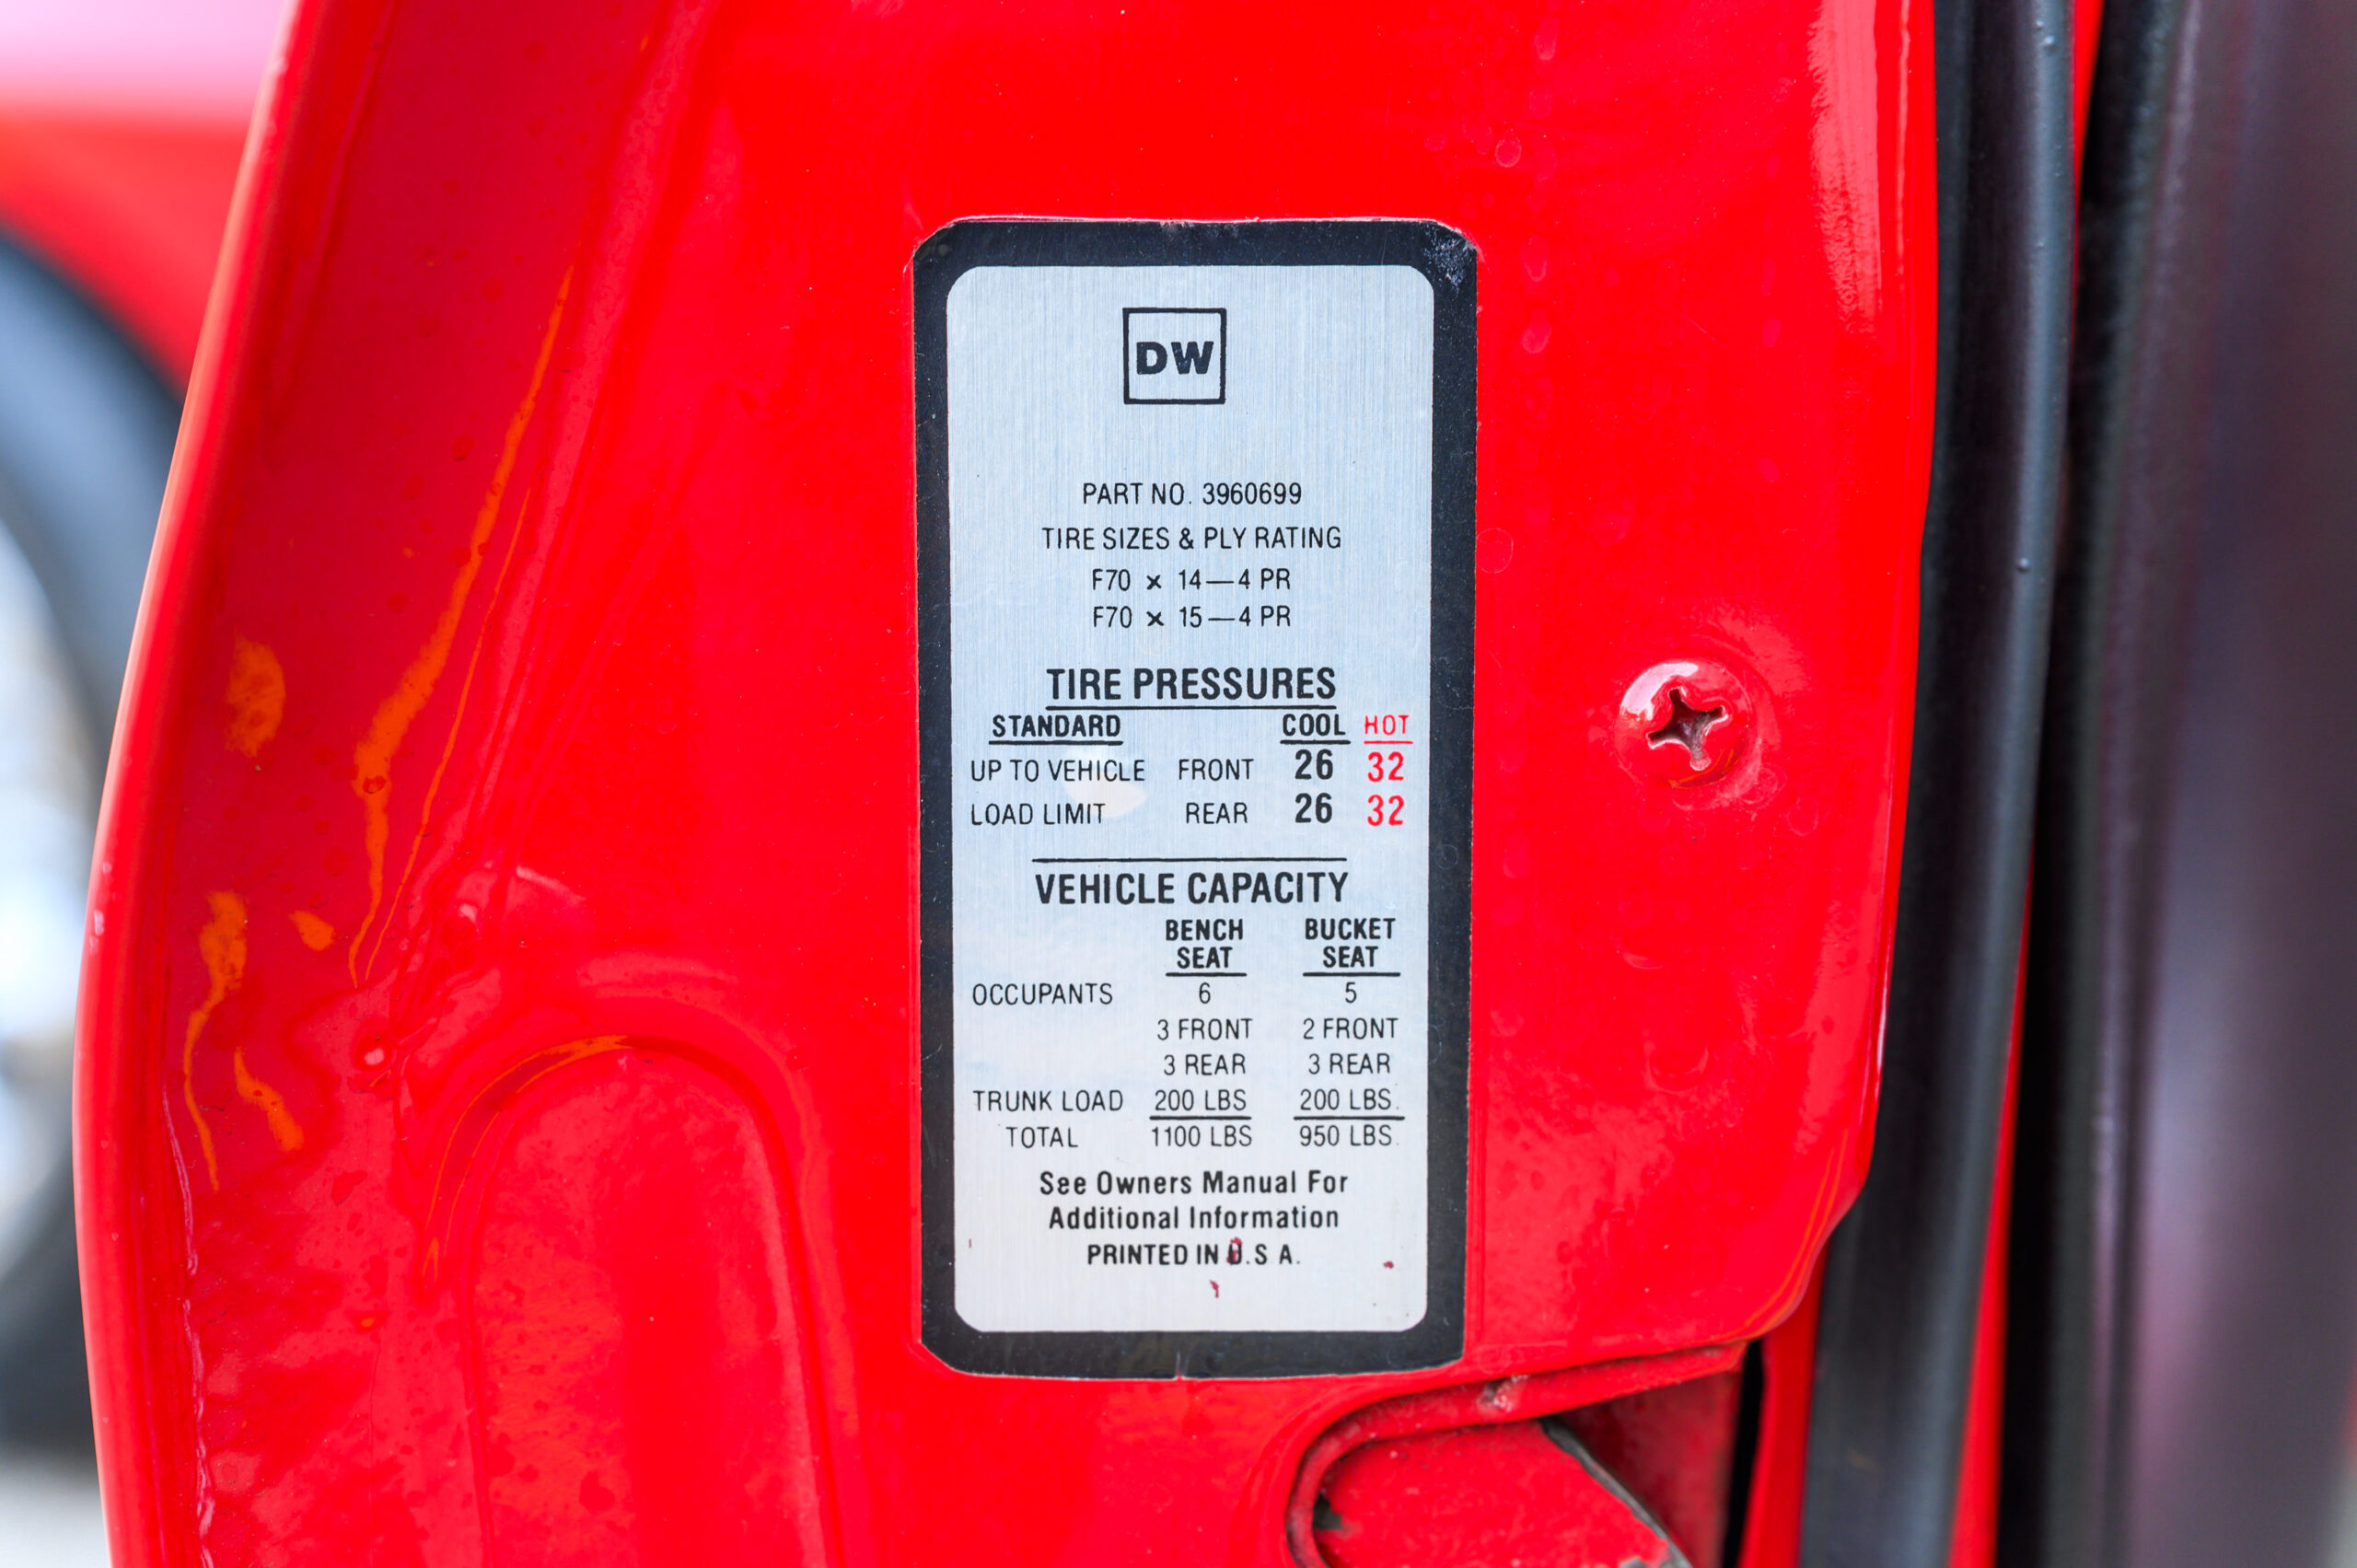 DW
PART NO. 3960699
TIRE SIZES & PLY RATING
F70 x 14—4 PR
F70 x 15—4 PR
TIRE PRESSURES
STANDARD COOL HOT
UP TO VEHICLE FRONT 26 32
LOAD LIMIT REAR 26 32
VEHICLE CAPACITY
BENCH BUCKET
SEAT SEAT
OCCUPANTS 6 5
3 FRONT 2 FRONT
3 REAR 3 REAR
TRUNK LOAD 200 LBS 200 LBS.
TOTAL 1100 LBS 950 LBS.
See Owners Manual For
Additional Information
PRINTED IN U.S A.